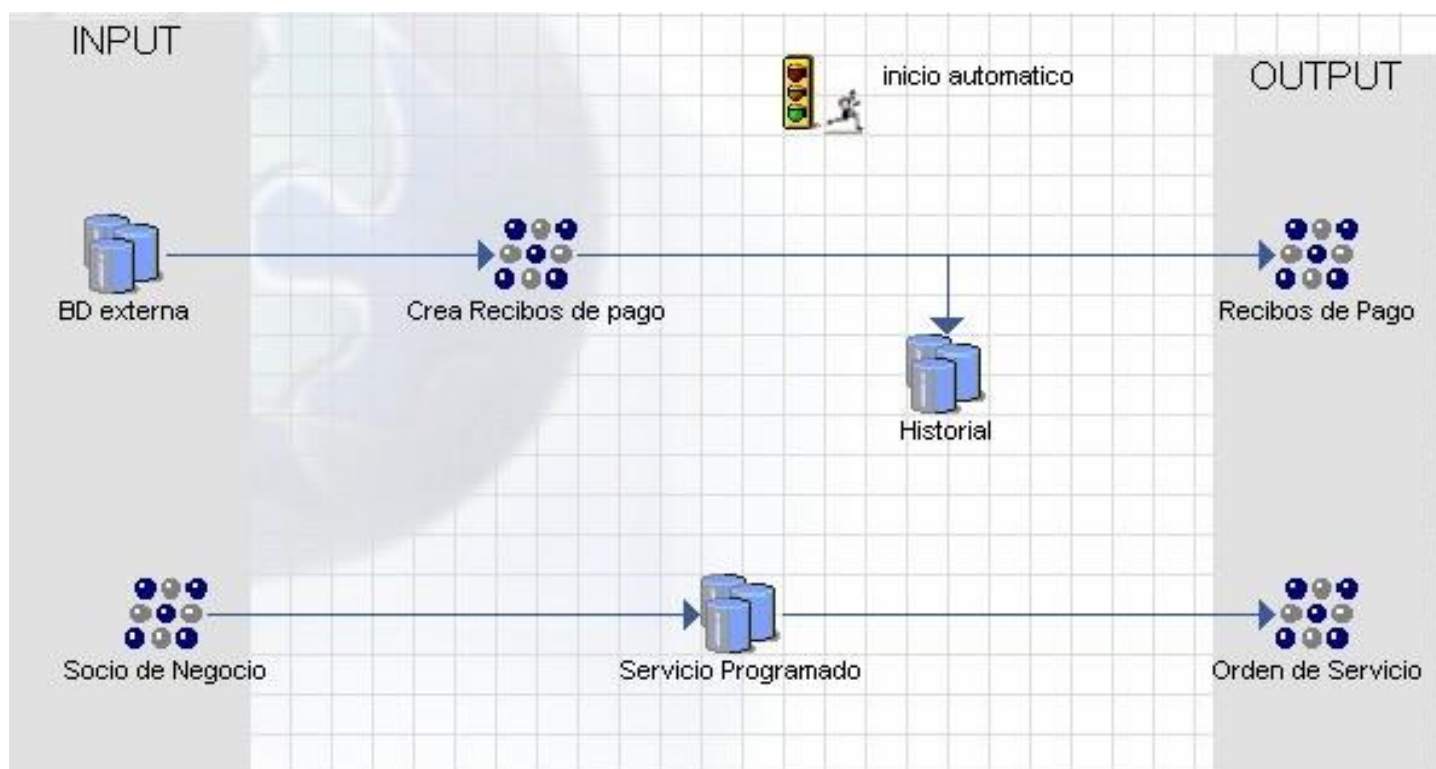 INPUT
inicio automatico
OUTPUT
BD externa
Crea Recibos de pago
Recibos de Pago
Historial
Socio de Negocio
Servicio Programado
Orden de Servicio